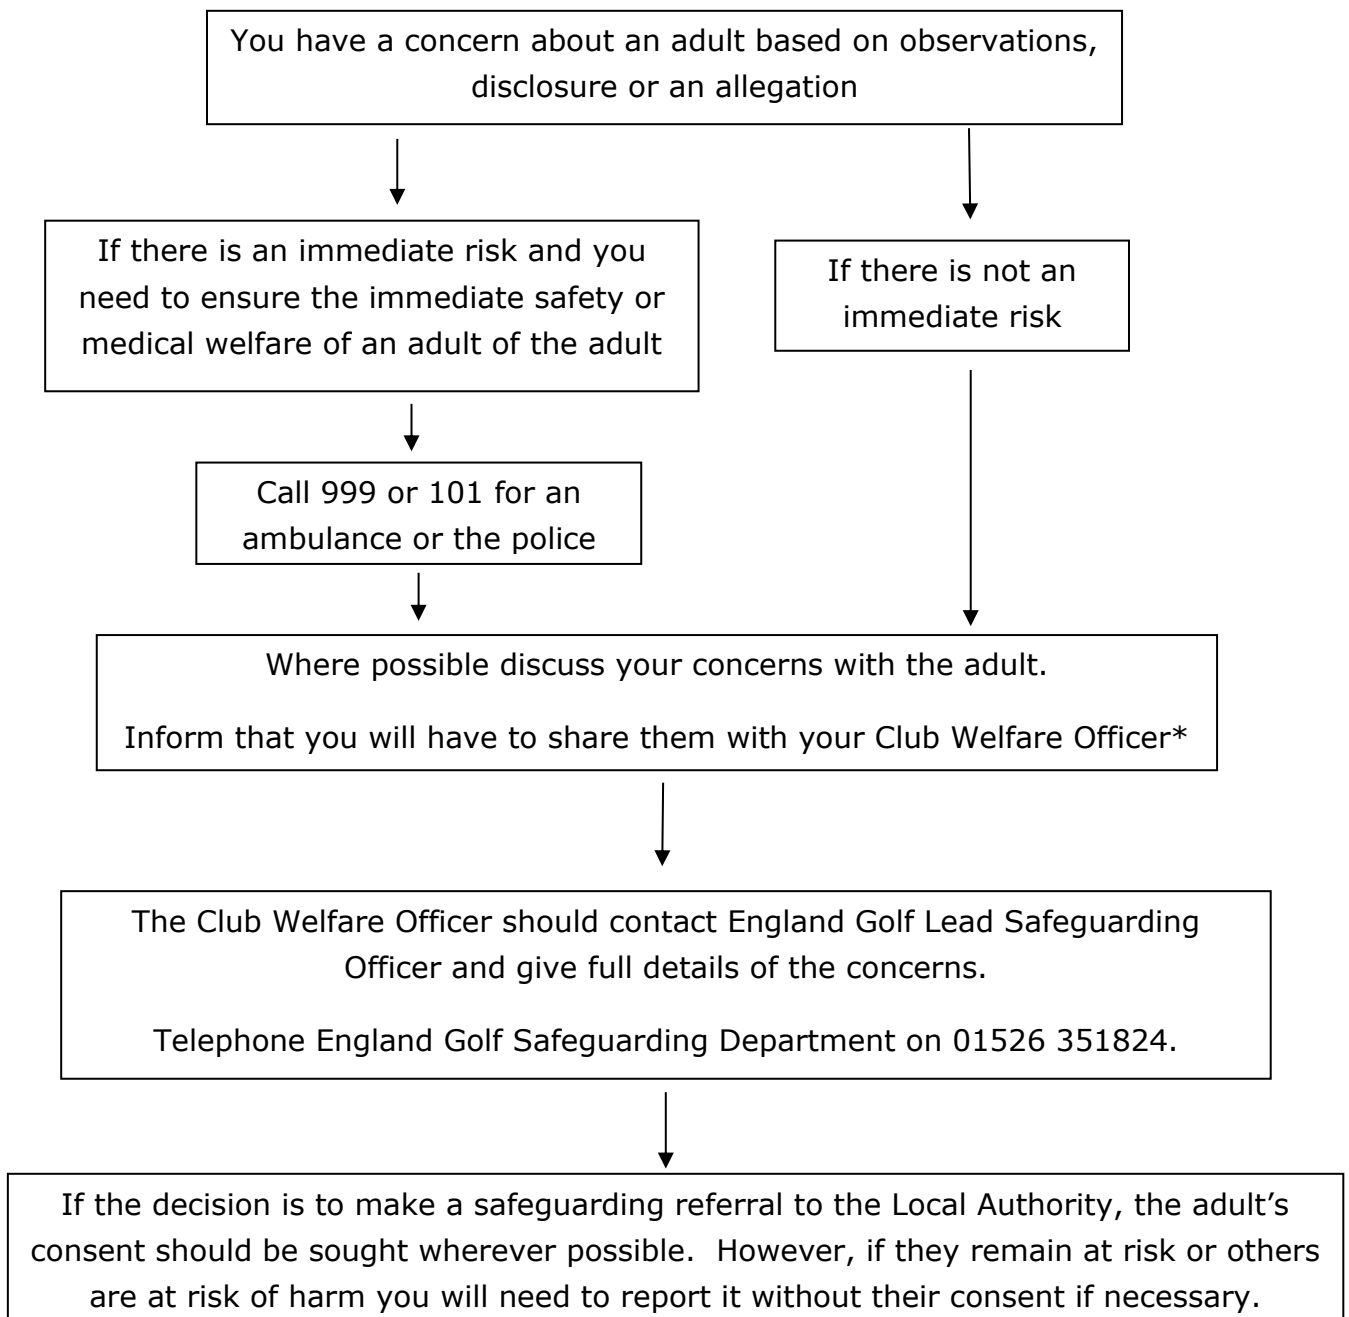 You have a concern about an adult based on observations,
disclosure or an allegation
If there is an immediate risk and you
need to ensure the immediate safety or
medical welfare of an adult of the adult
If there is not an
immediate risk
Call 999 or 101 for an
ambulance or the police
Where possible discuss your concerns with the adult.
Inform that you will have to share them with your Club Welfare Officer*
The Club Welfare Officer should contact England Golf Lead Safeguarding
Officer and give full details of the concerns.
Telephone England Golf Safeguarding Department on 01526 351824.
If the decision is to make a safeguarding referral to the Local Authority, the adult’s
consent should be sought wherever possible.  However, if they remain at risk or others
are at risk of harm you will need to report it without their consent if necessary.